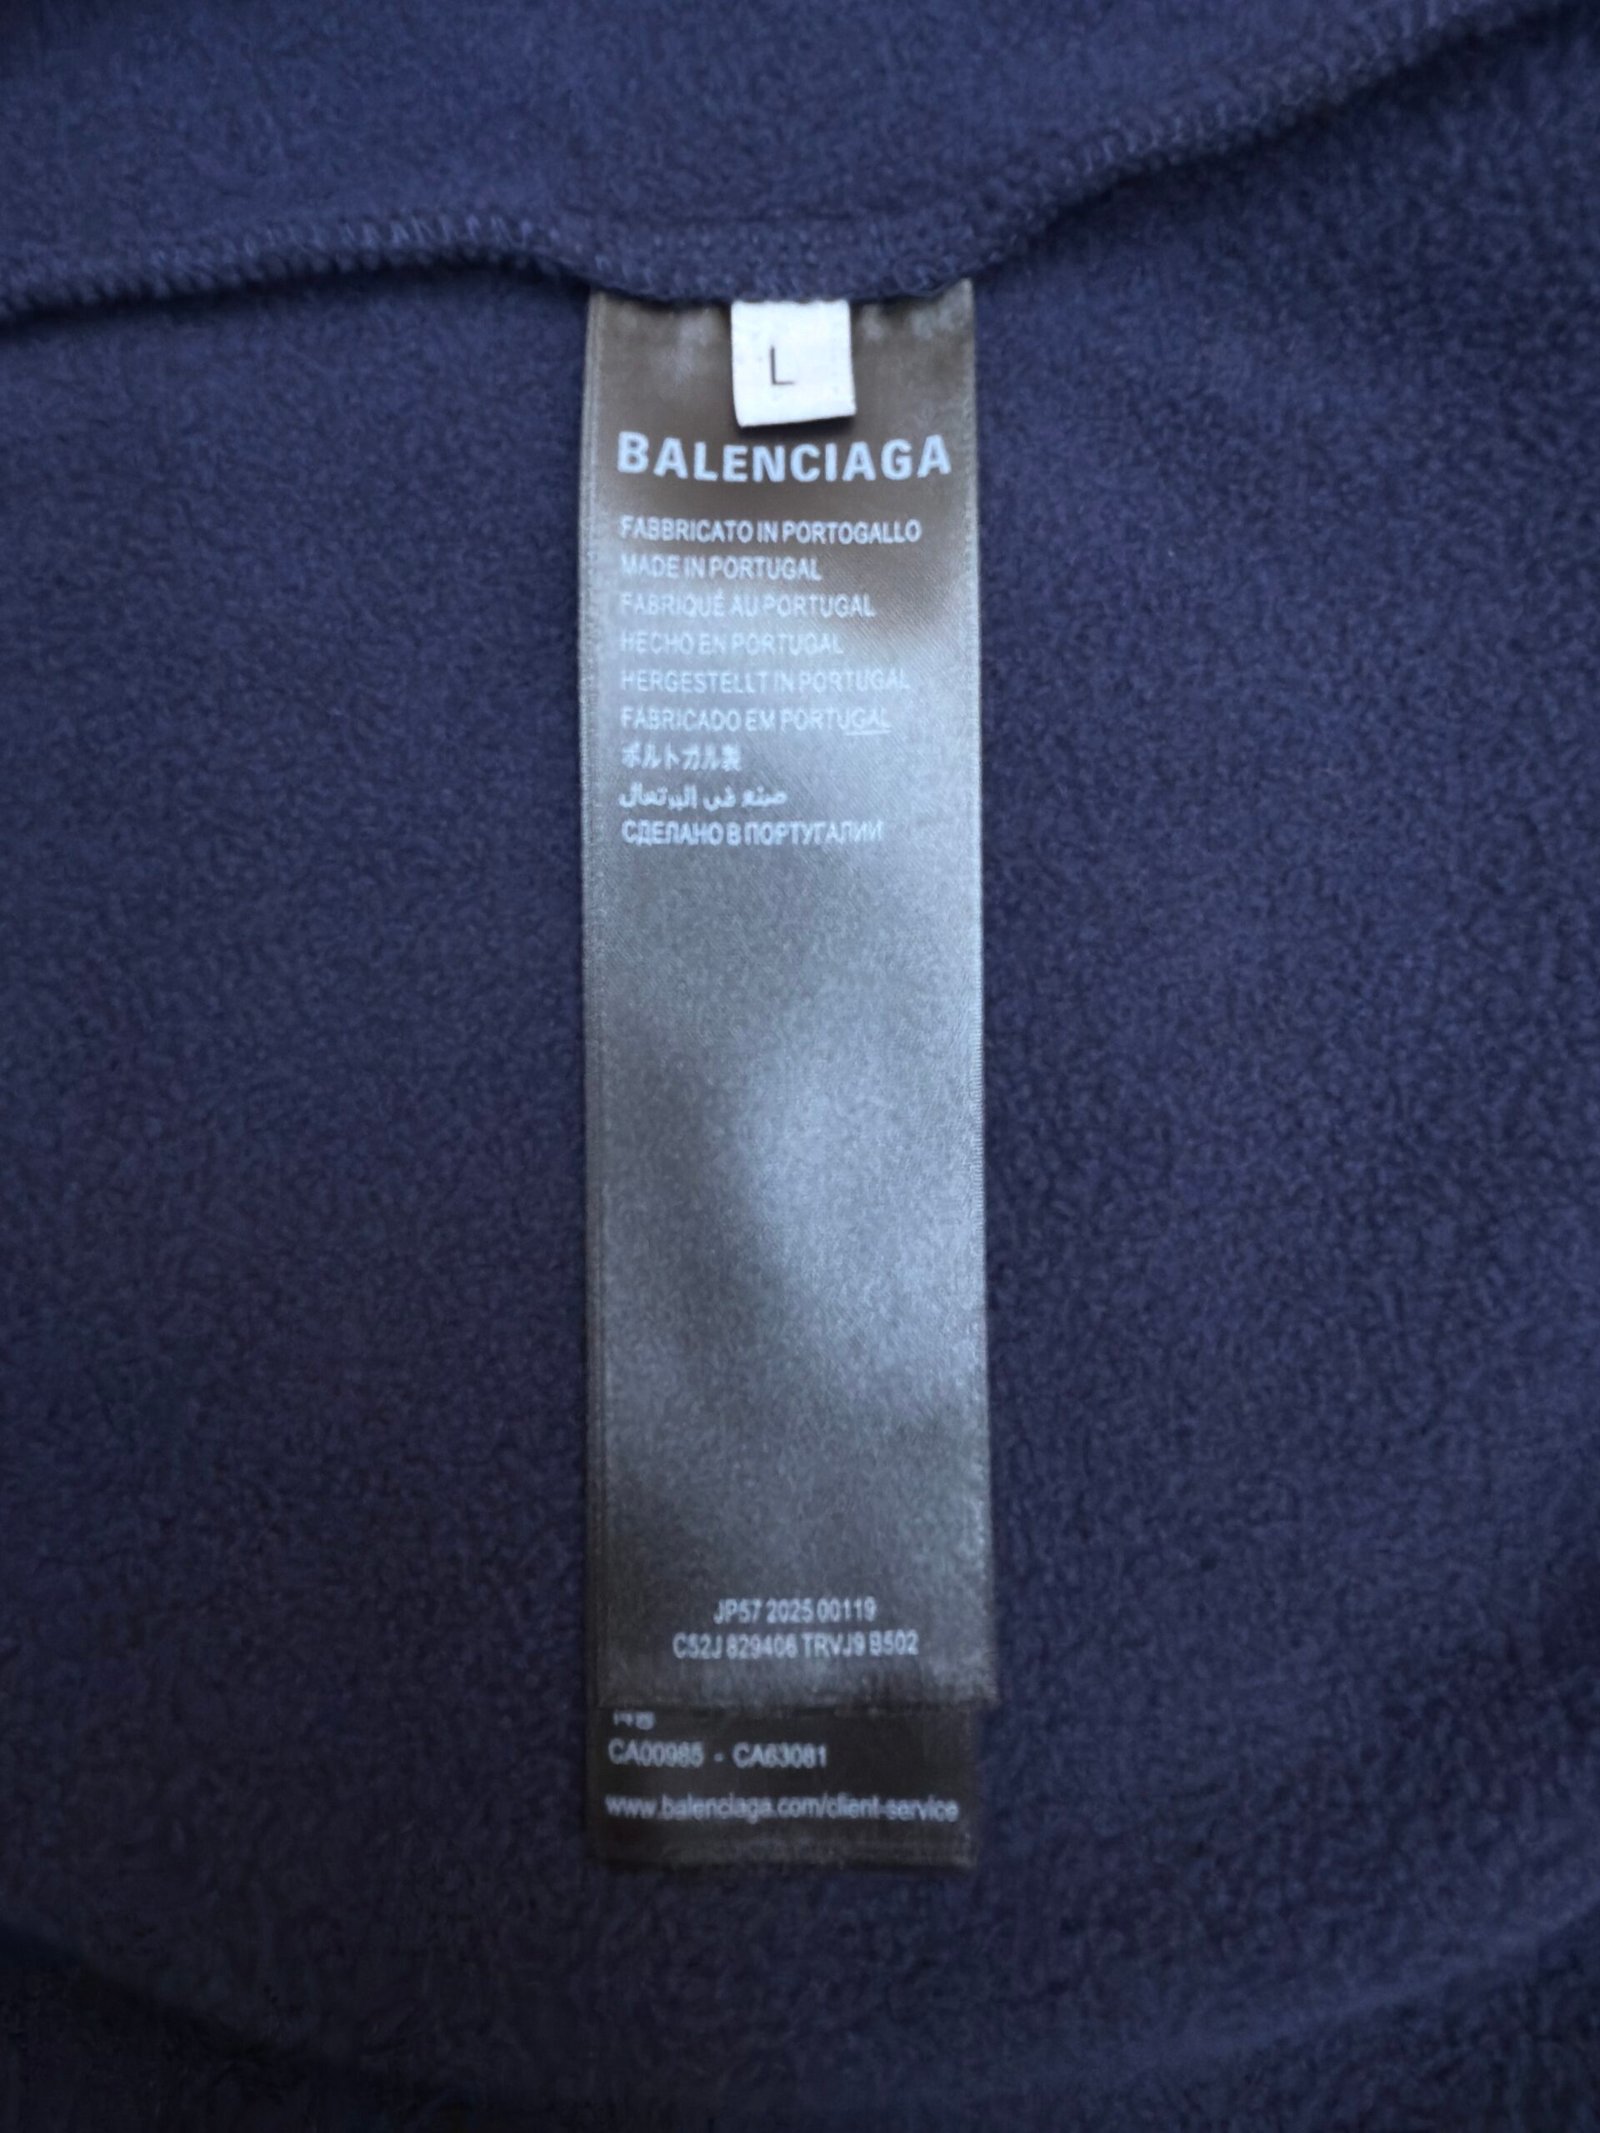 L
BALENCIAGA
FABBRICATO IN PORTOGALLO
MADE IN PORTUGAL
FABRIQUÉ AU PORTUGAL
HECHO EN PORTUGAL
HERGESTELLT IN PORTUGAL
FABRICADO EM PORTUGAL
ポルトガル製
صنع في البرتغال
СДЕЛАНО В ПОРТУГАЛИИ
JP57 2025 00119
C52J 829406 TRVJ9 B502
CA00985 - CA63081
www.balenciaga.com/client-service